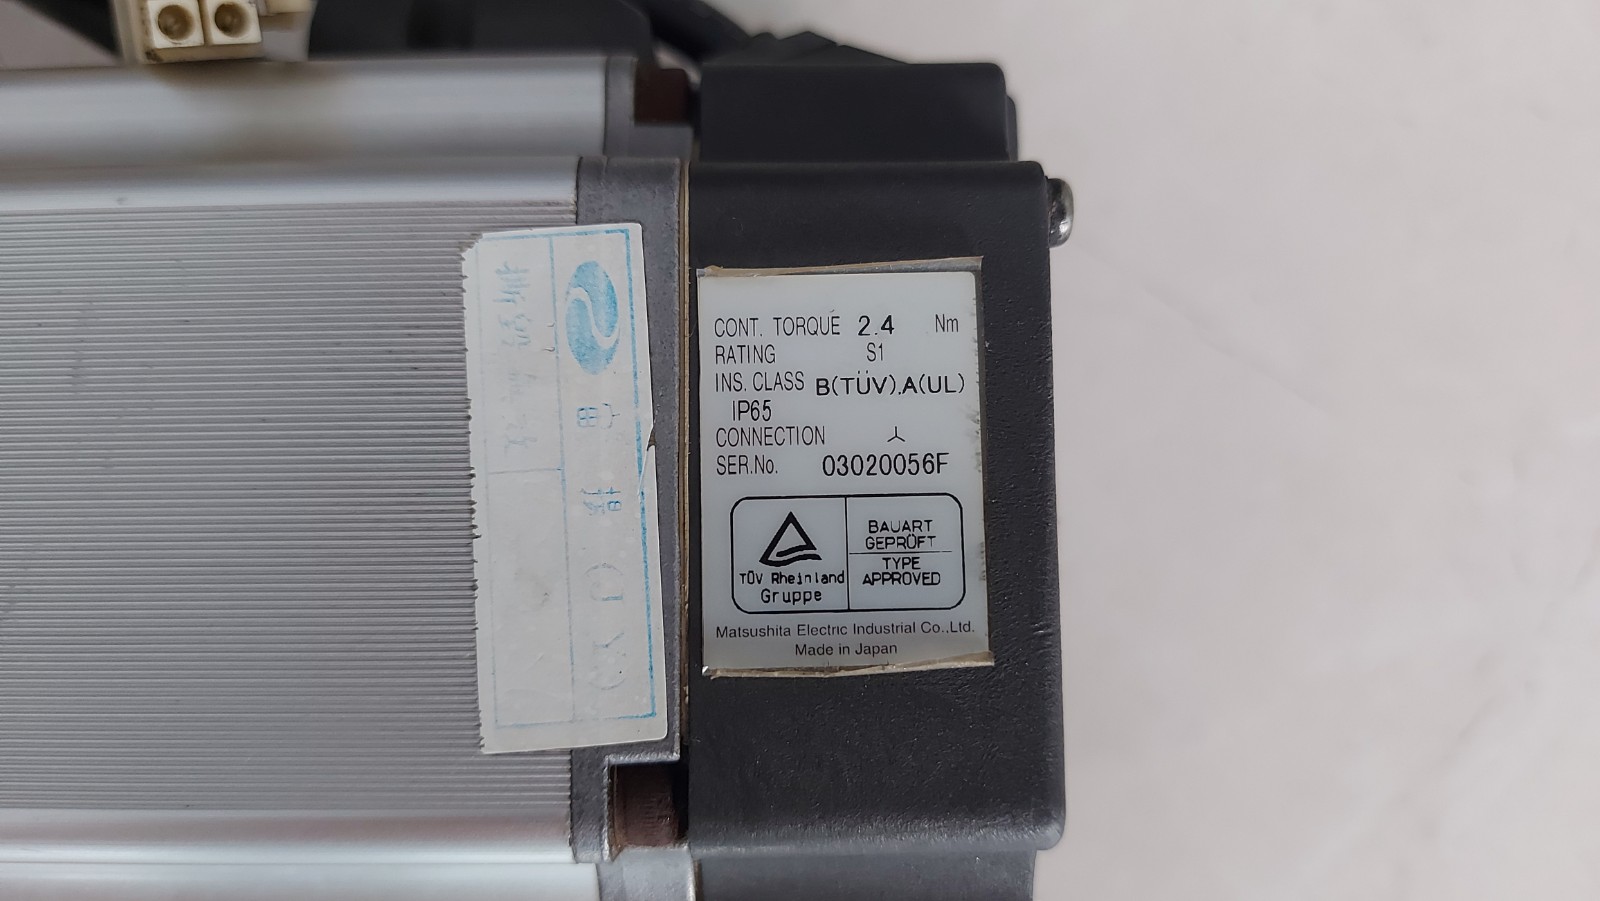 CONT. TORQUE 2.4 Nm
RATING S1
INS. CLASS B(TÜV).A(UL)
IP65
CONNECTION
SER.No. 03020056F
TÜV Rheinland
Gruppe
BAUART
GEPRÜFT
TYPE
APPROVED
Matsushita Electric Industrial Co.,Ltd.
Made in Japan